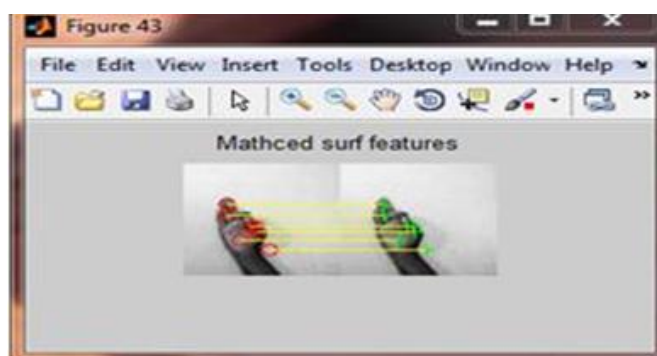 Figure 43
File Edit View Insert Tools Desktop Window Help
Mathced surf features